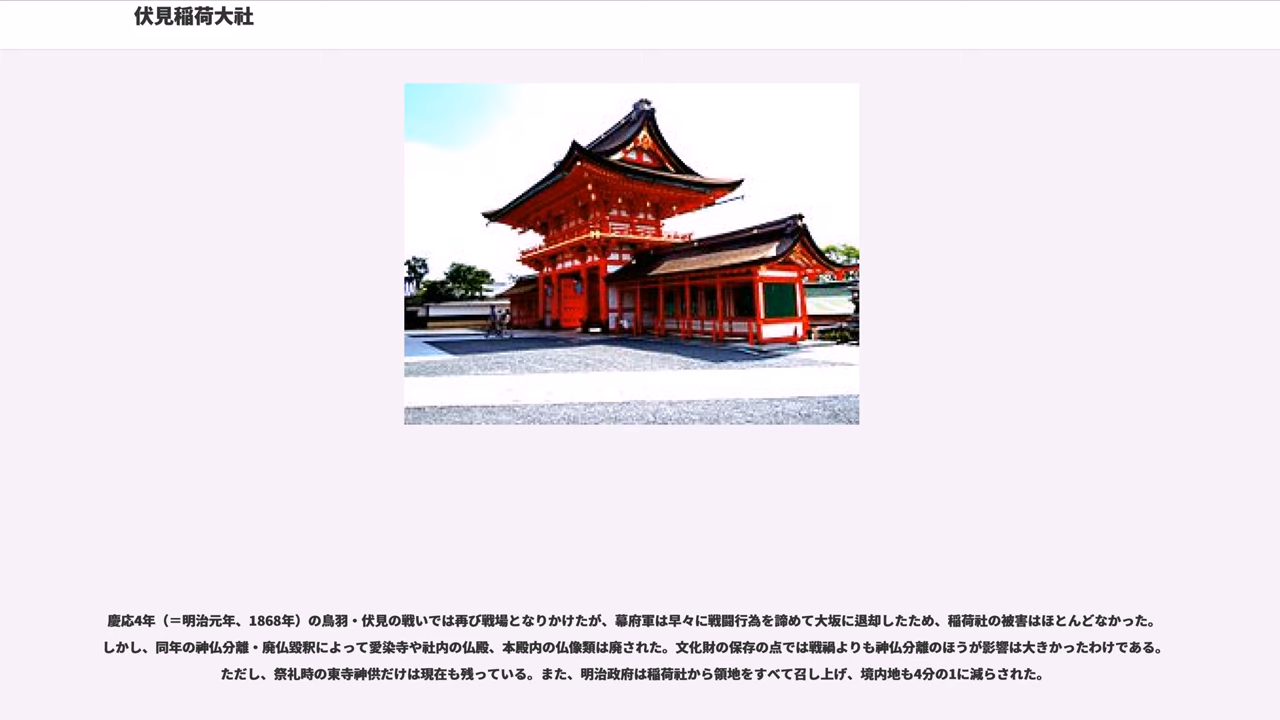 伏見稲荷大社
慶応4年（＝明治元年、1868年）の鳥羽・伏見の戦いでは再び戦場となりかけたが、幕府軍は早々に戦闘行為を諦めて大坂に退却したため、稲荷社の被害はほとんどなかった。
しかし、同年の神仏分離・廃仏毀釈によって愛染寺や社内の仏殿、本殿内の仏像類は廃された。文化財の保存の点では戦禍よりも神仏分離のほうが影響は大きかったわけである。
ただし、祭礼時の東寺神供だけは現在も残っている。また、明治政府は稲荷社から領地をすべて召し上げ、境内地も4分の1に減らされた。